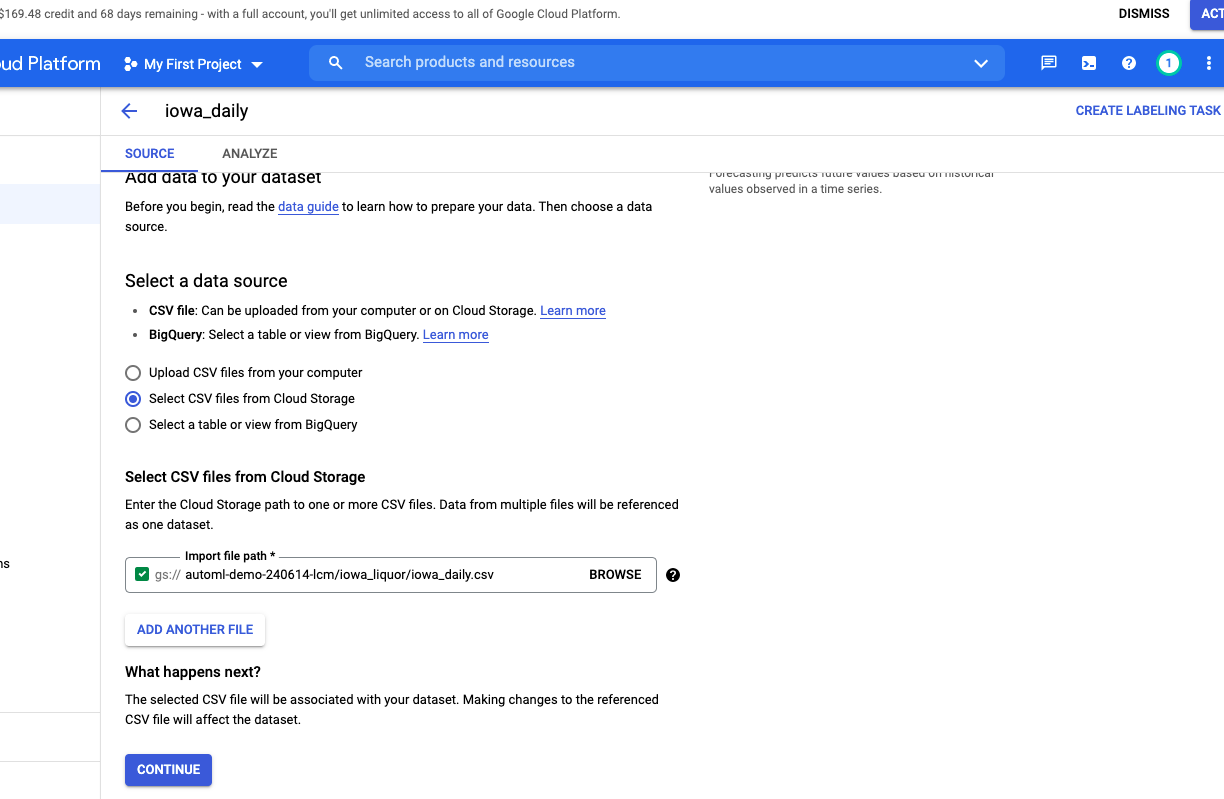 $169.48 credit and 68 days remaining - with a full account, you'll get unlimited access to all of Google Cloud Platform.
DISMISS
ACT
oud Platform
My First Project
Search products and resources
1
iowa_daily
CREATE LABELING TASK
SOURCE
ANALYZE
Add data to your dataset
Forecasting predicts future values based on historical
values observed in a time series.
Before you begin, read the data guide to learn how to prepare your data. Then choose a data
source.
Select a data source
• CSV file: Can be uploaded from your computer or on Cloud Storage. Learn more
• BigQuery: Select a table or view from BigQuery. Learn more
Upload CSV files from your computer
Select CSV files from Cloud Storage
Select a table or view from BigQuery
Select CSV files from Cloud Storage
Enter the Cloud Storage path to one or more CSV files. Data from multiple files will be referenced
as one dataset.
ns
Import file path *
gs:// automl-demo-240614-lcm/iowa_liquor/iowa_daily.csv
BROWSE
ADD ANOTHER FILE
What happens next?
The selected CSV file will be associated with your dataset. Making changes to the referenced
CSV file will affect the dataset.
CONTINUE